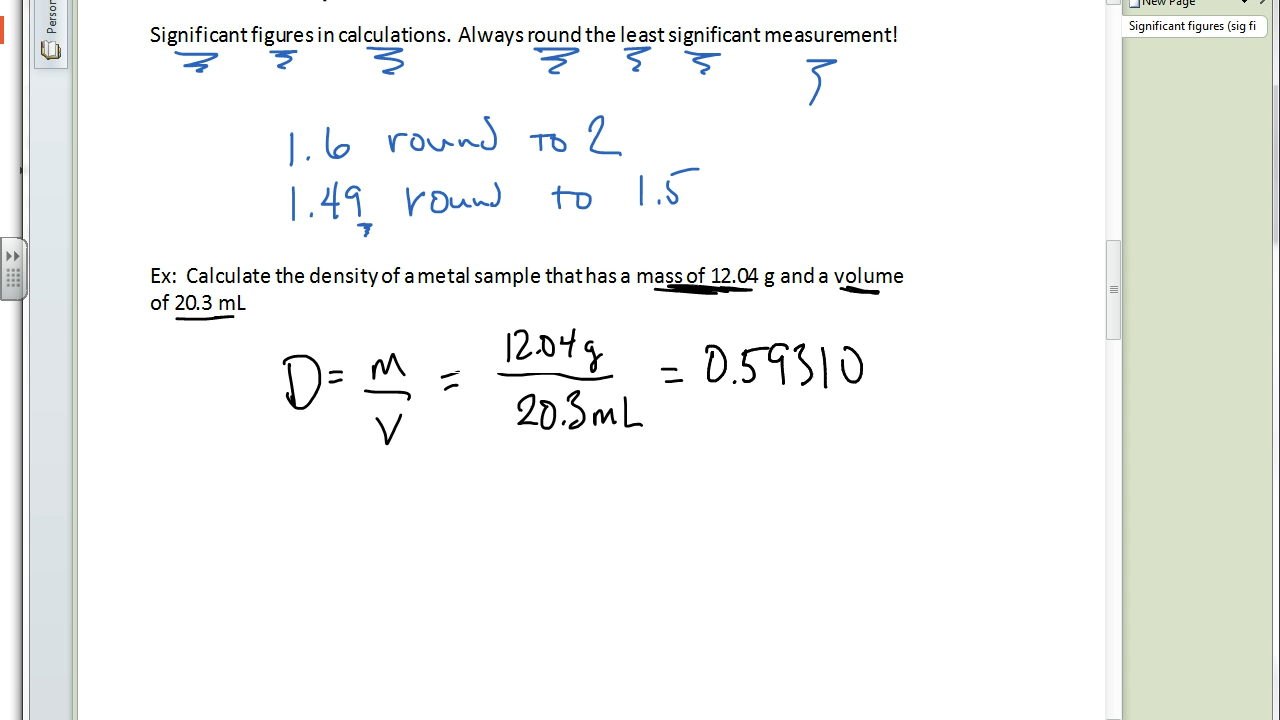 New Page
Person
Significant figures (sig fi
Significant figures in calculations. Always round the least significant measurement!
1.6 round to 2
1.49 round to 1.5
Ex: Calculate the density of a metal sample that has a mass of 12.04 g and a volume
of 20.3 mL
D = m/V = 12.04g/20.3mL = 0.59310